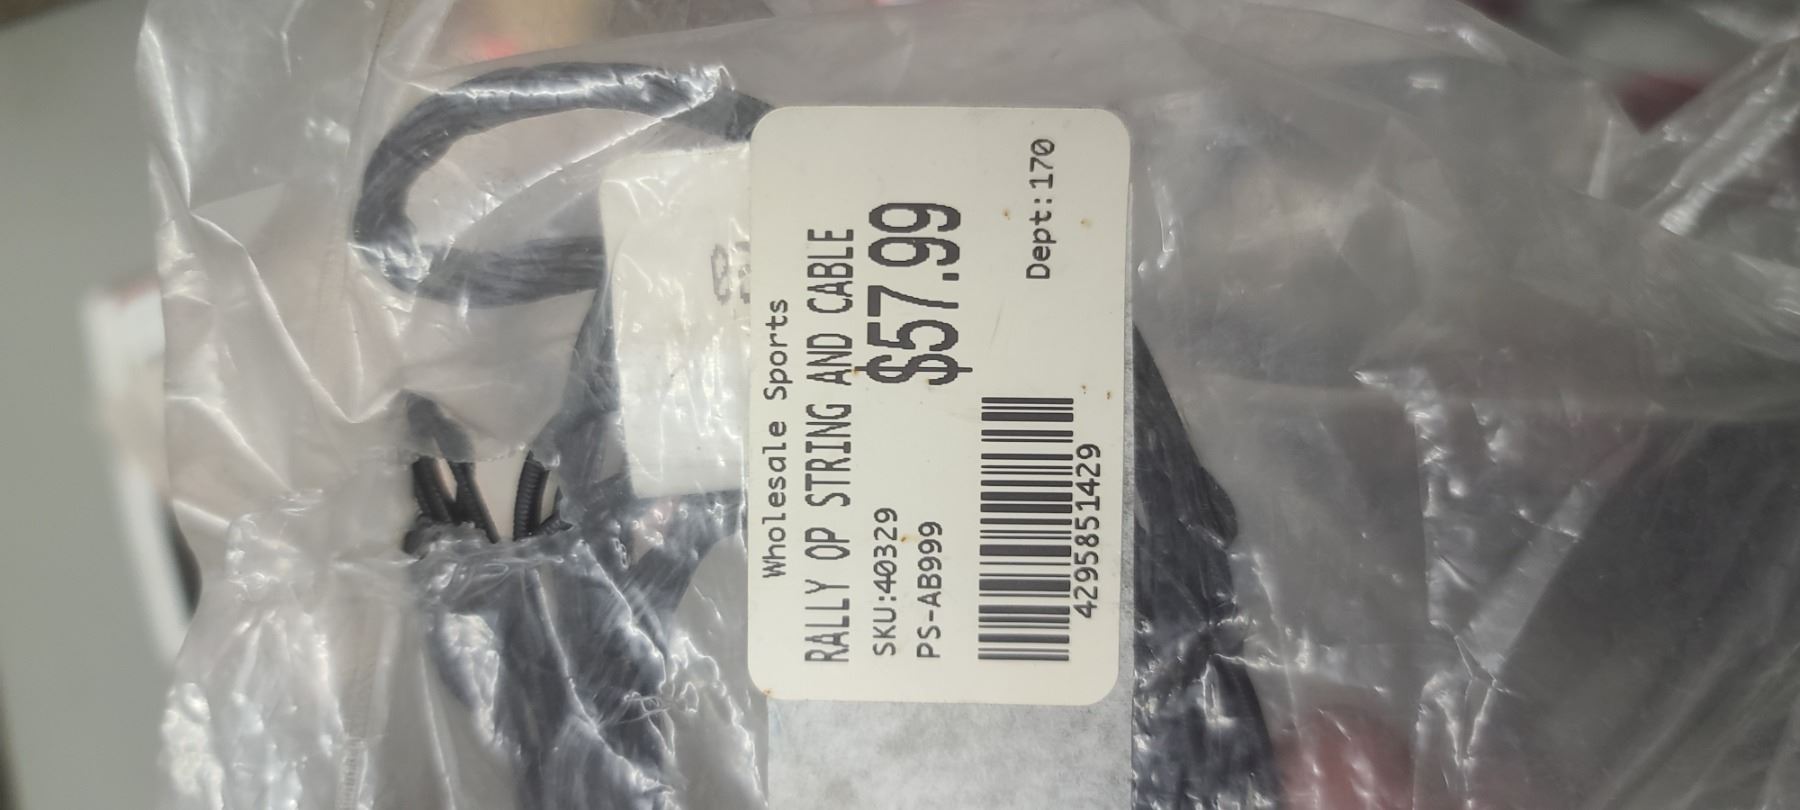 Wholesale Sports
RALLY OP STRING AND CABLE
SKU:40329 $57.99
PS-AB999
Dept:170
4295851429